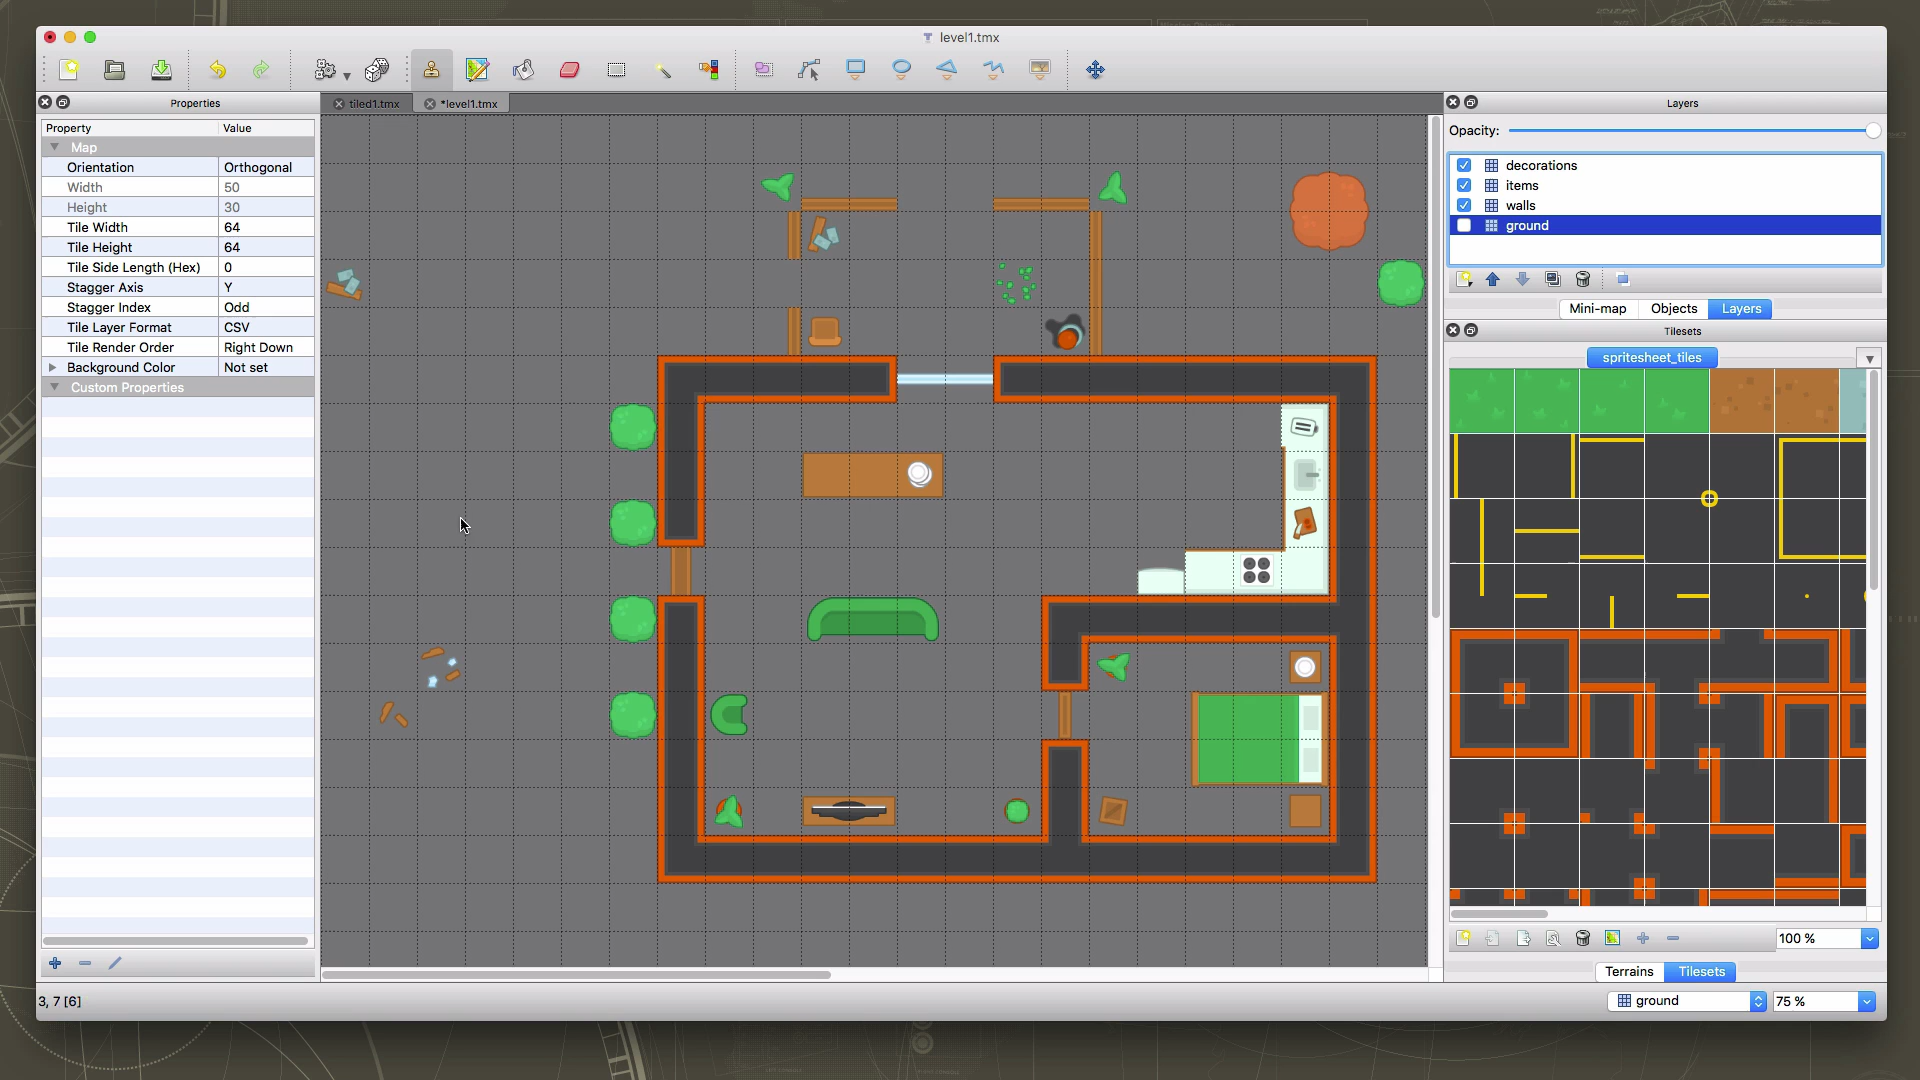 level1.tmx
Properties
tiled1.tmx
*level1.tmx
Layers
Property Value
Map
Orientation Orthogonal
Width 50
Height 30
Tile Width 64
Tile Height 64
Tile Side Length (Hex) 0
Stagger Axis Y
Stagger Index Odd
Tile Layer Format CSV
Tile Render Order Right Down
Background Color Not set
Custom Properties
Opacity:
decorations
items
walls
ground
Mini-map Objects Layers
Tilesets
spritesheet_tiles
100 %
Terrains Tilesets
3, 7 [6]
ground
75 %